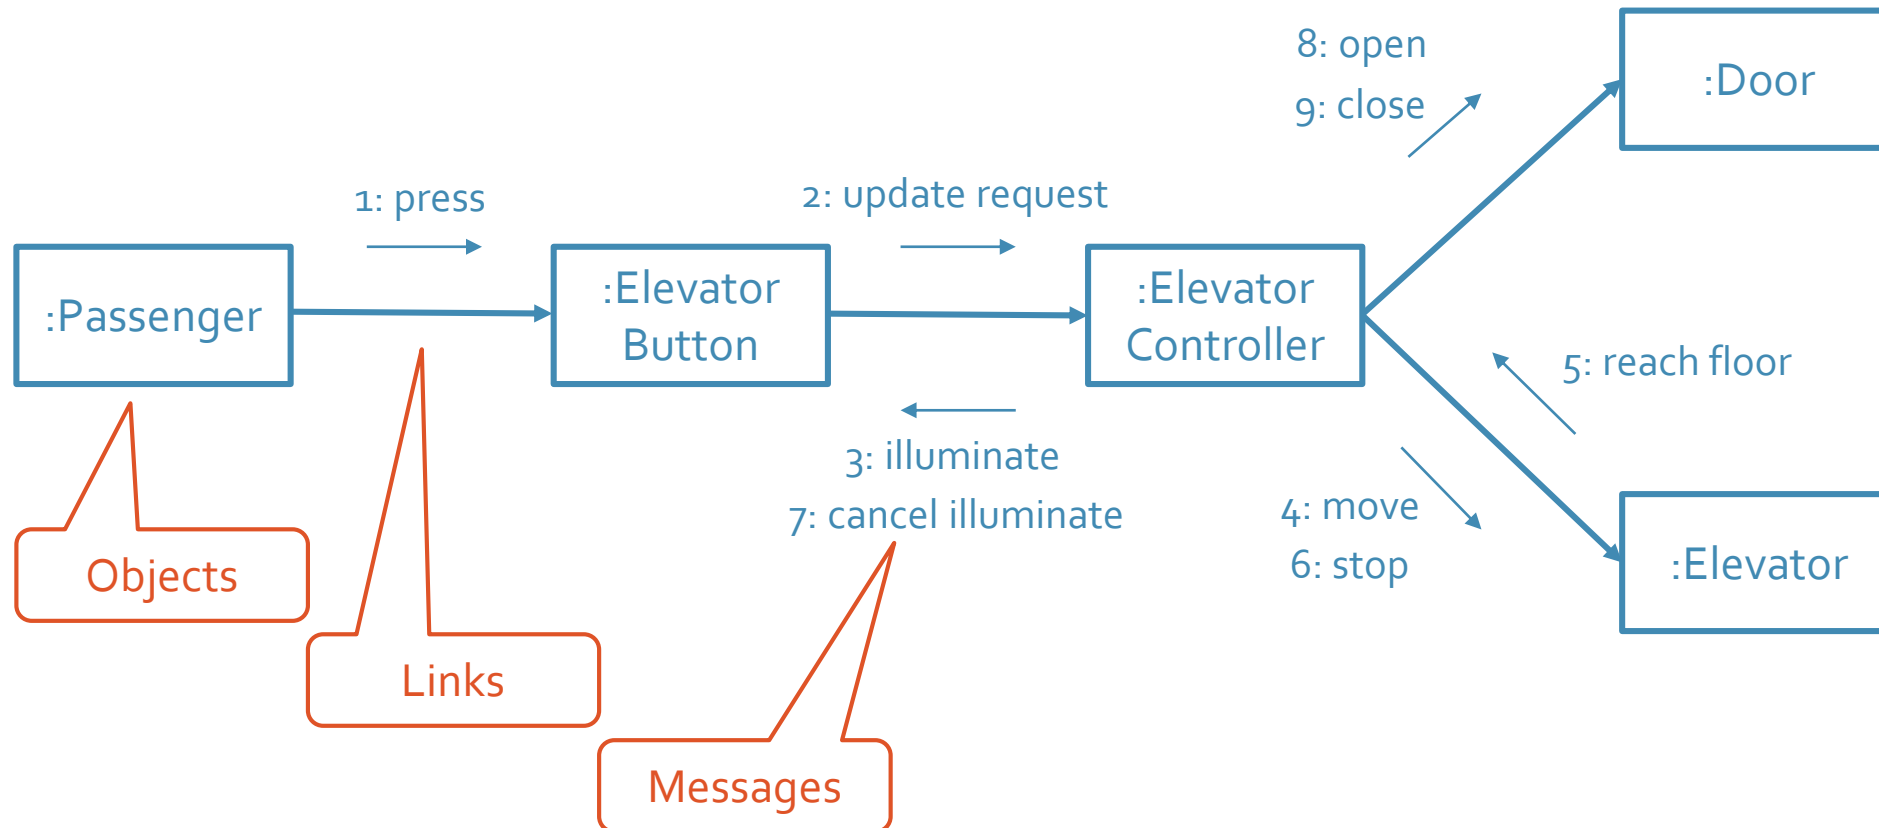 8: open
9: close
:Door
1: press
2: update request
:Passenger
:Elevator
Button
:Elevator
Controller
5: reach floor
3: illuminate
7: cancel illuminate
4: move
6: stop
:Elevator
Objects
Links
Messages